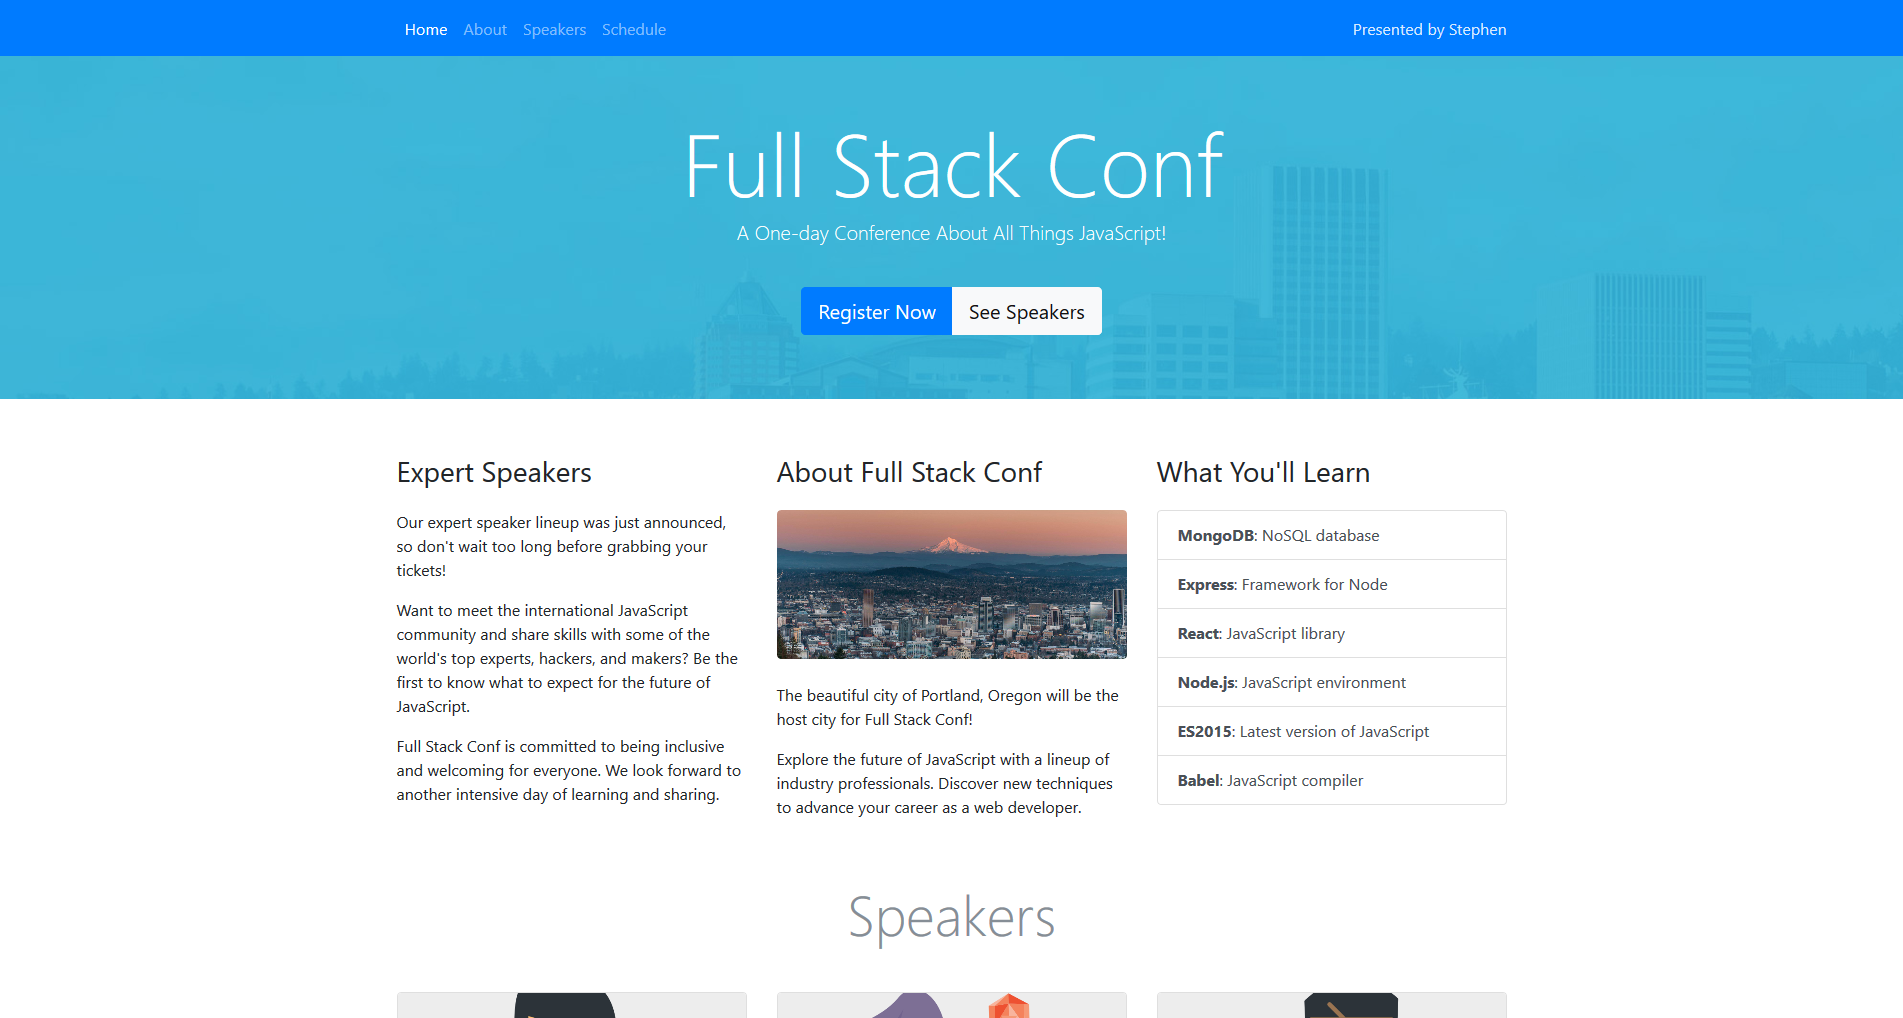 Home About Speakers Schedule Presented by Stephen
Full Stack Conf
A One-day Conference About All Things JavaScript!
Register Now See Speakers
Expert Speakers
Our expert speaker lineup was just announced,
so don't wait too long before grabbing your
tickets!
Want to meet the international JavaScript
community and share skills with some of the
world's top experts, hackers, and makers? Be the
first to know what to expect for the future of
JavaScript.
Full Stack Conf is committed to being inclusive
and welcoming for everyone. We look forward to
another intensive day of learning and sharing.
About Full Stack Conf
The beautiful city of Portland, Oregon will be the
host city for Full Stack Conf!
Explore the future of JavaScript with a lineup of
industry professionals. Discover new techniques
to advance your career as a web developer.
What You'll Learn
MongoDB: NoSQL database
Express: Framework for Node
React: JavaScript library
Node.js: JavaScript environment
ES2015: Latest version of JavaScript
Babel: JavaScript compiler
Speakers